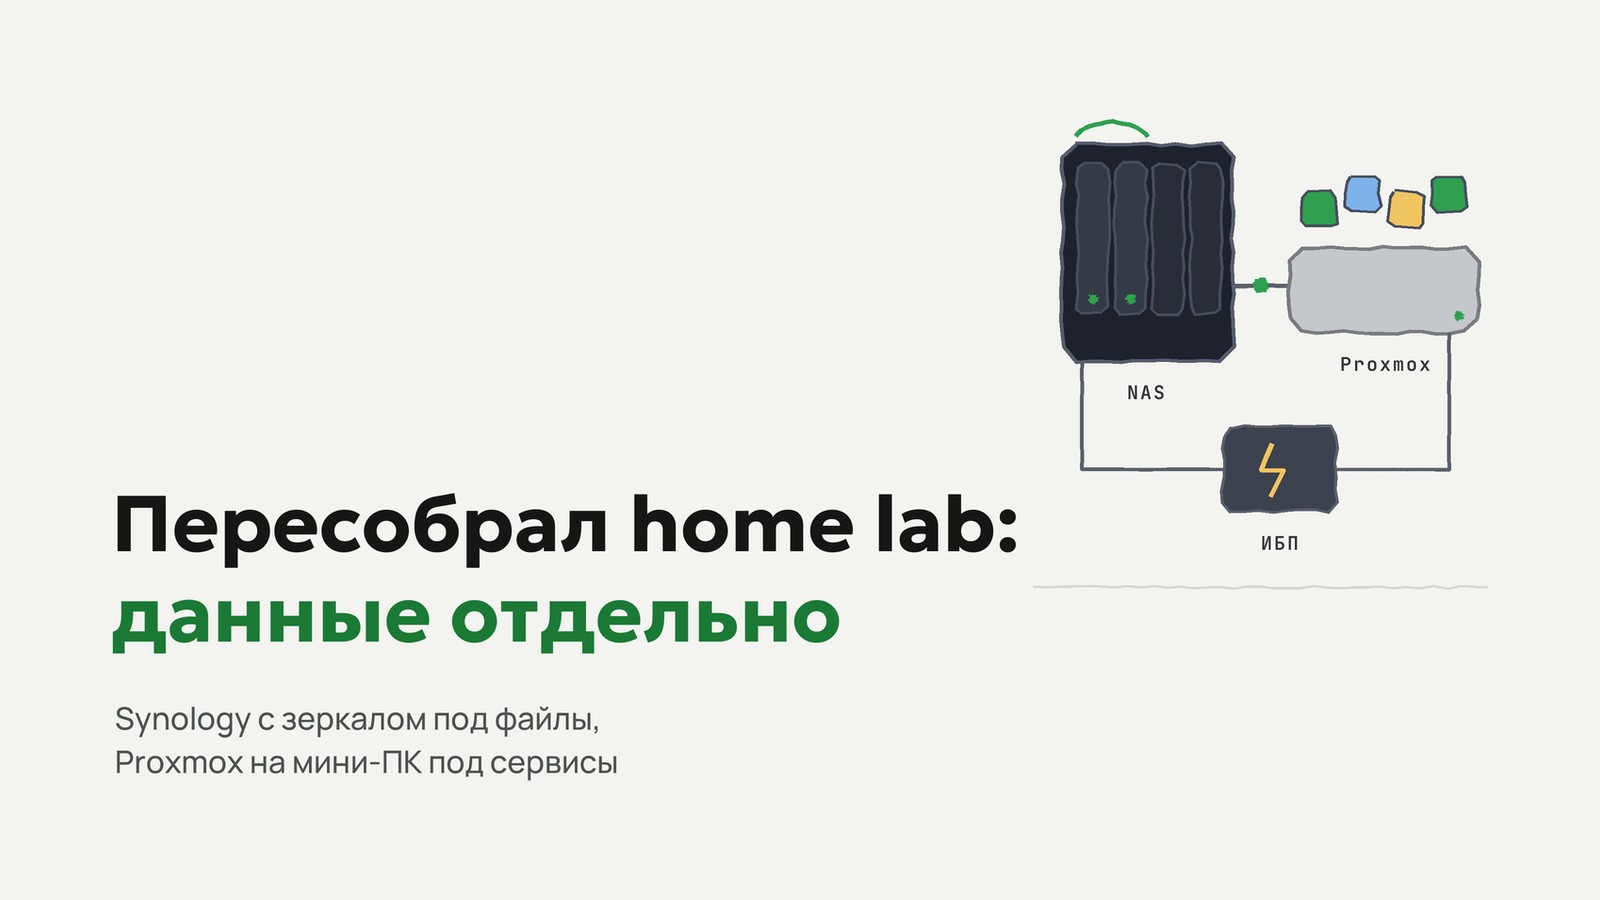 Пересобрал home lab:
данные отдельно
Synology с зеркалом под файлы,
Proxmox на мини-ПК под сервисы
NAS
Proxmox
ИБП